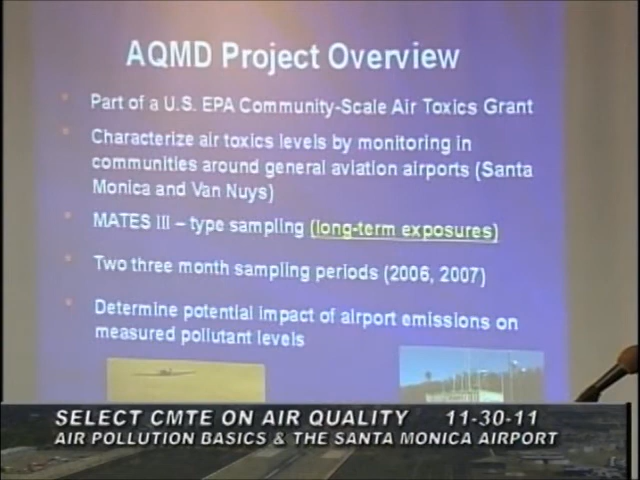 AQMD Project Overview
Part of a U.S. EPA Community-Scale Air Toxics Grant
Characterize air toxics levels by monitoring in
communities around general aviation airports (Santa
Monica and Van Nuys)
MATES III – type sampling (long-term exposures)
Two three month sampling periods (2006, 2007)
Determine potential impact of airport emissions on
measured pollutant levels
SELECT CMTE ON AIR QUALITY 11-30-11
AIR POLLUTION BASICS & THE SANTA MONICA AIRPORT